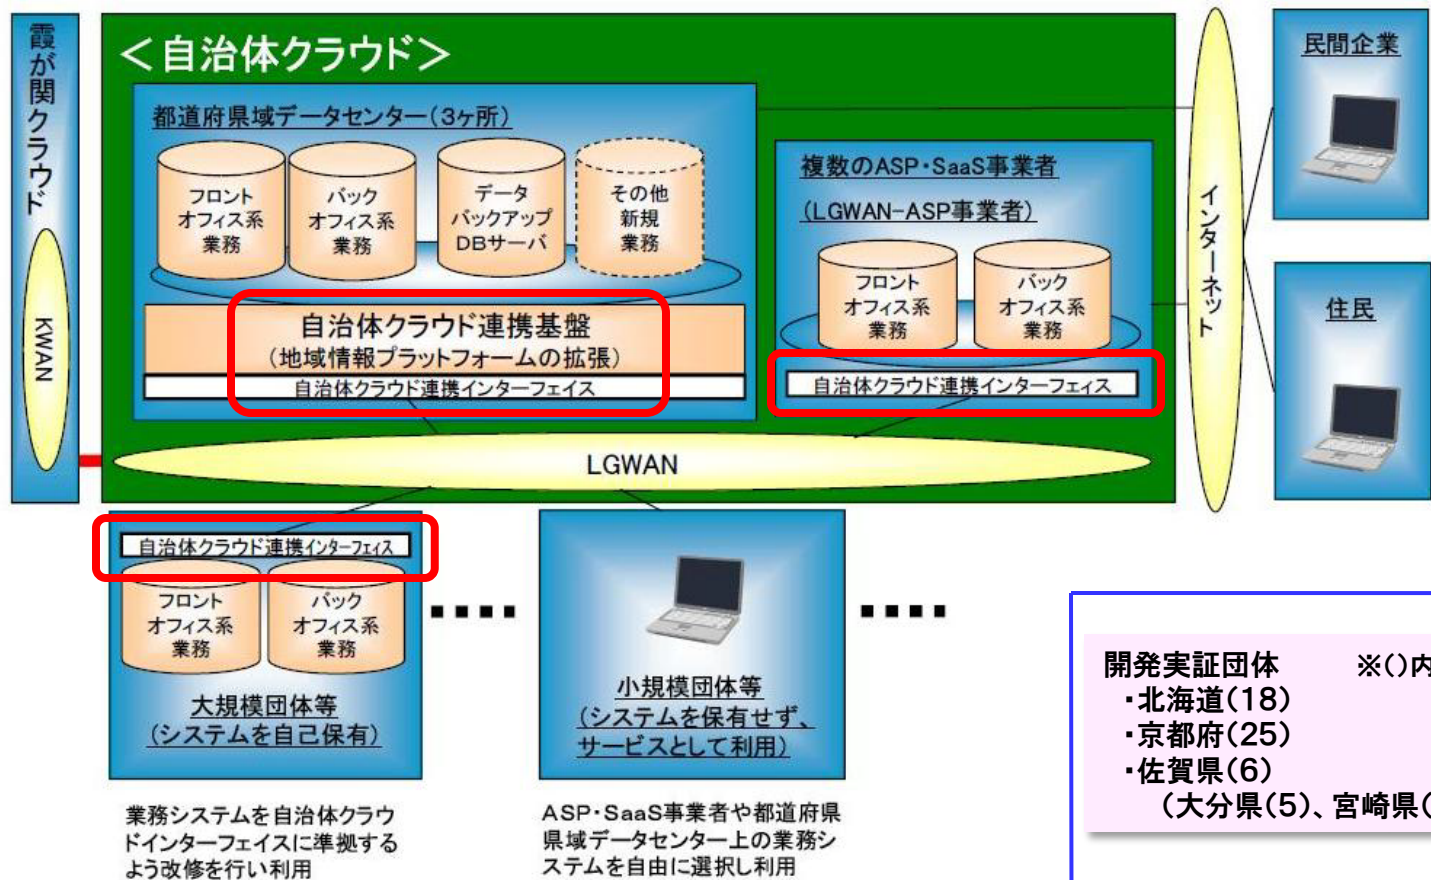 霞が関クラウド
KWAN
＜自治体クラウド＞
都道府県域データセンター(3ヶ所)
フロント
オフィス系
業務
バック
オフィス系
業務
データ
バックアップ
DBサーバ
その他
新規
業務
自治体クラウド連携基盤
(地域情報プラットフォームの拡張)
自治体クラウド連携インターフェイス
複数のASP・SaaS事業者
(LGWAN-ASP事業者)
フロント
オフィス系
業務
バック
オフィス系
業務
自治体クラウド連携インターフェイス
LGWAN
インターネット
民間企業
住民
自治体クラウド連携インターフェイス
フロント
オフィス系
業務
バック
オフィス系
業務
大規模団体等
(システムを自己保有)
業務システムを自治体クラウ
ドインターフェイスに準拠する
よう改修を行い利用
小規模団体等
(システムを保有せず、
サービスとして利用)
ASP・SaaS事業者や都道府県
県域データセンター上の業務シ
ステムを自由に選択し利用
開発実証団体 ※()内
・北海道(18)
・京都府(25)
・佐賀県(6)
(大分県(5)、宮崎県(